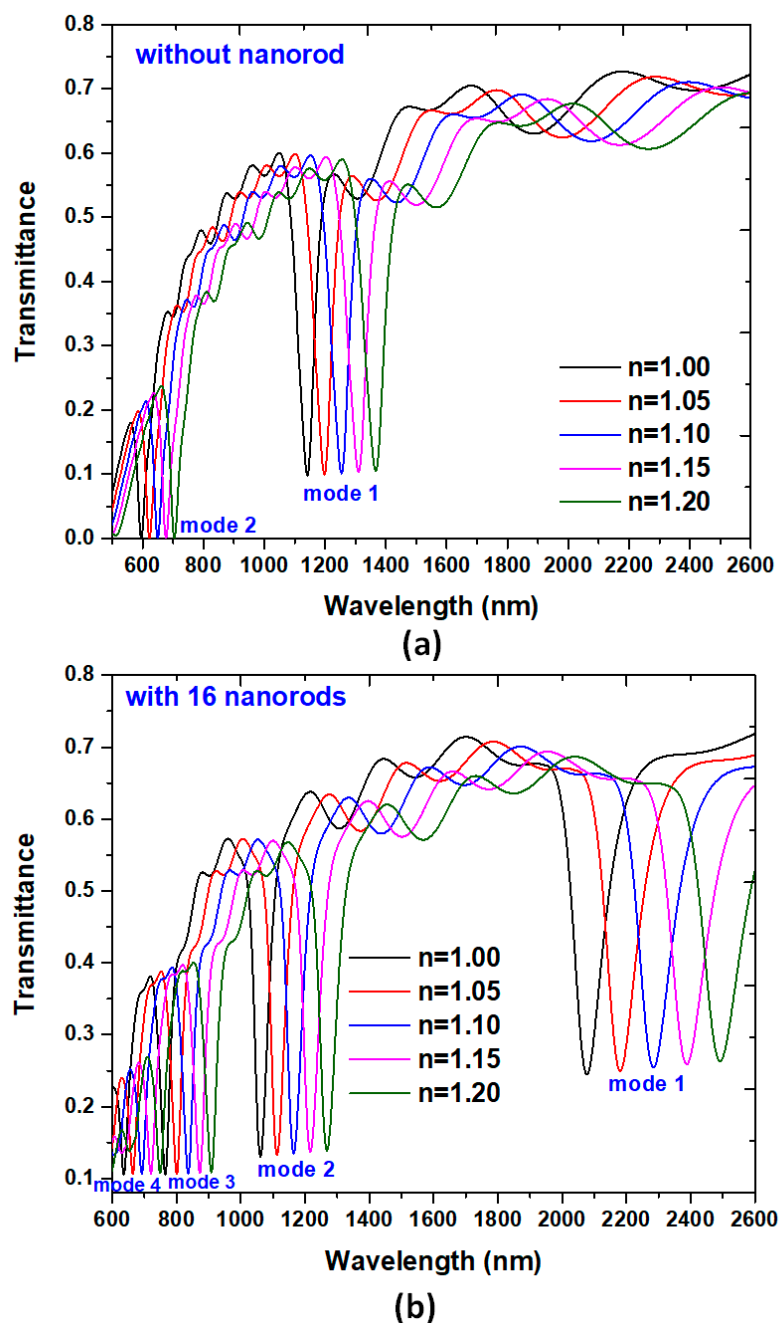 0.8
0.7
0.6
0.5
0.4
0.3
0.2
0.1
0.0
Transmittance
without nanorod
n=1.00
n=1.05
n=1.10
n=1.15
n=1.20
mode 1
mode 2
600 800 1000 1200 1400 1600 1800 2000 2200 2400 2600
Wavelength (nm)
(a)
0.8
0.7
0.6
0.5
0.4
0.3
0.2
0.1
Transmittance
with 16 nanorods
n=1.00
n=1.05
n=1.10
n=1.15
n=1.20
mode 1
mode 2
mode 4 mode 3
600 800 1000 1200 1400 1600 1800 2000 2200 2400 2600
Wavelength (nm)
(b)